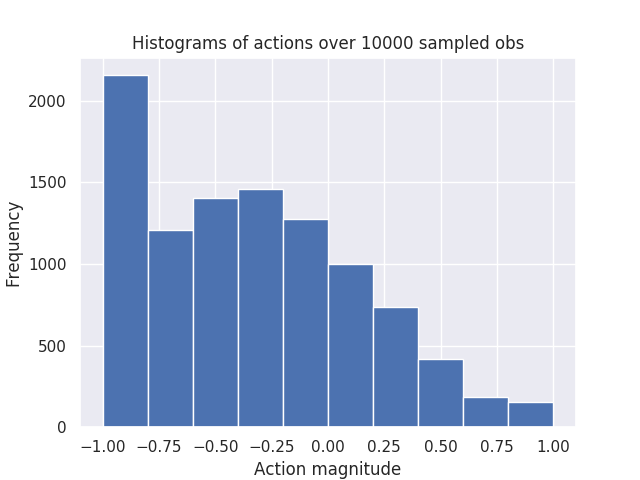 Histograms of actions over 10000 sampled obs
2000
1500
1000
500
0
Frequency
−1.00 −0.75 −0.50 −0.25 0.00 0.25 0.50 0.75 1.00
Action magnitude